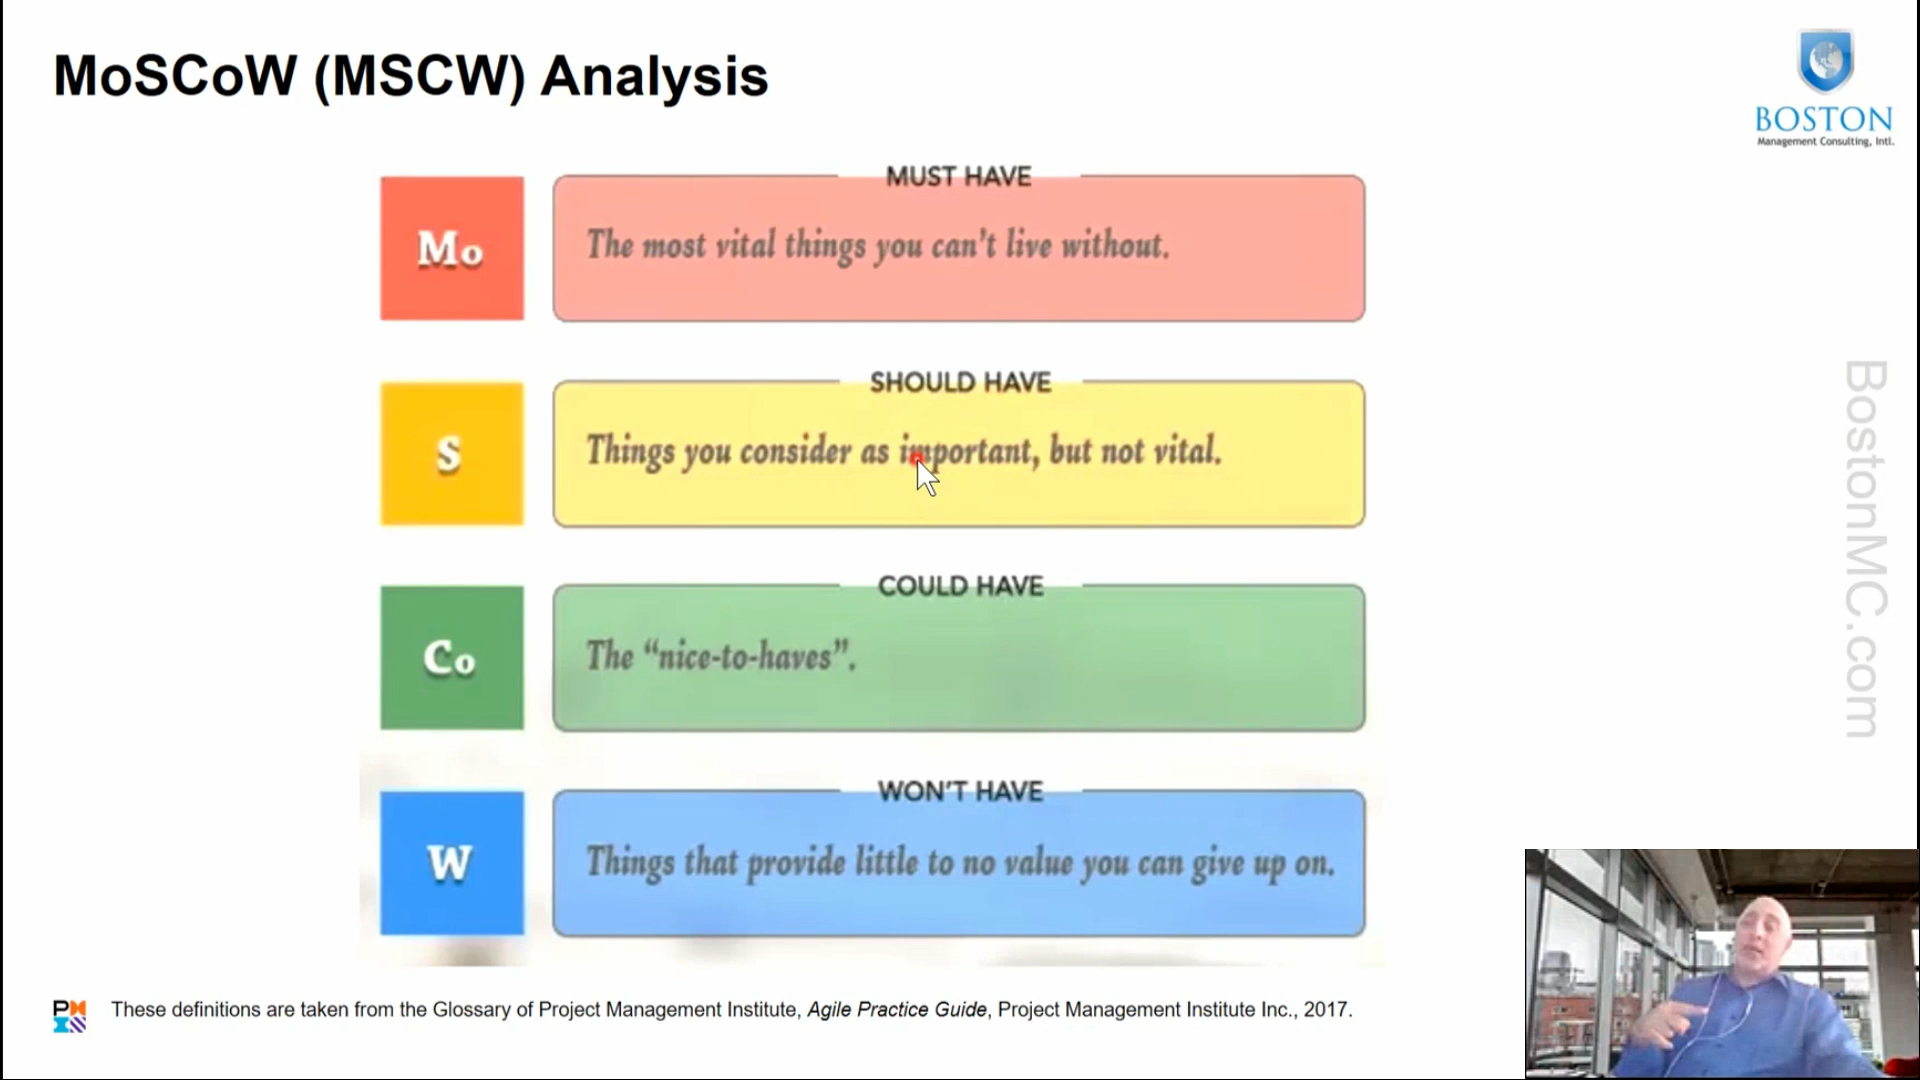 MoSCoW (MSCW) Analysis
BOSTON
Management Consulting, Intl.
MUST HAVE
Mo
The most vital things you can't live without.
SHOULD HAVE
S
Things you consider as important, but not vital.
COULD HAVE
Co
The “nice-to-haves”.
WON'T HAVE
W
Things that provide little to no value you can give up on.
BostonMC.com
PMI
These definitions are taken from the Glossary of Project Management Institute, Agile Practice Guide, Project Management Institute Inc., 2017.